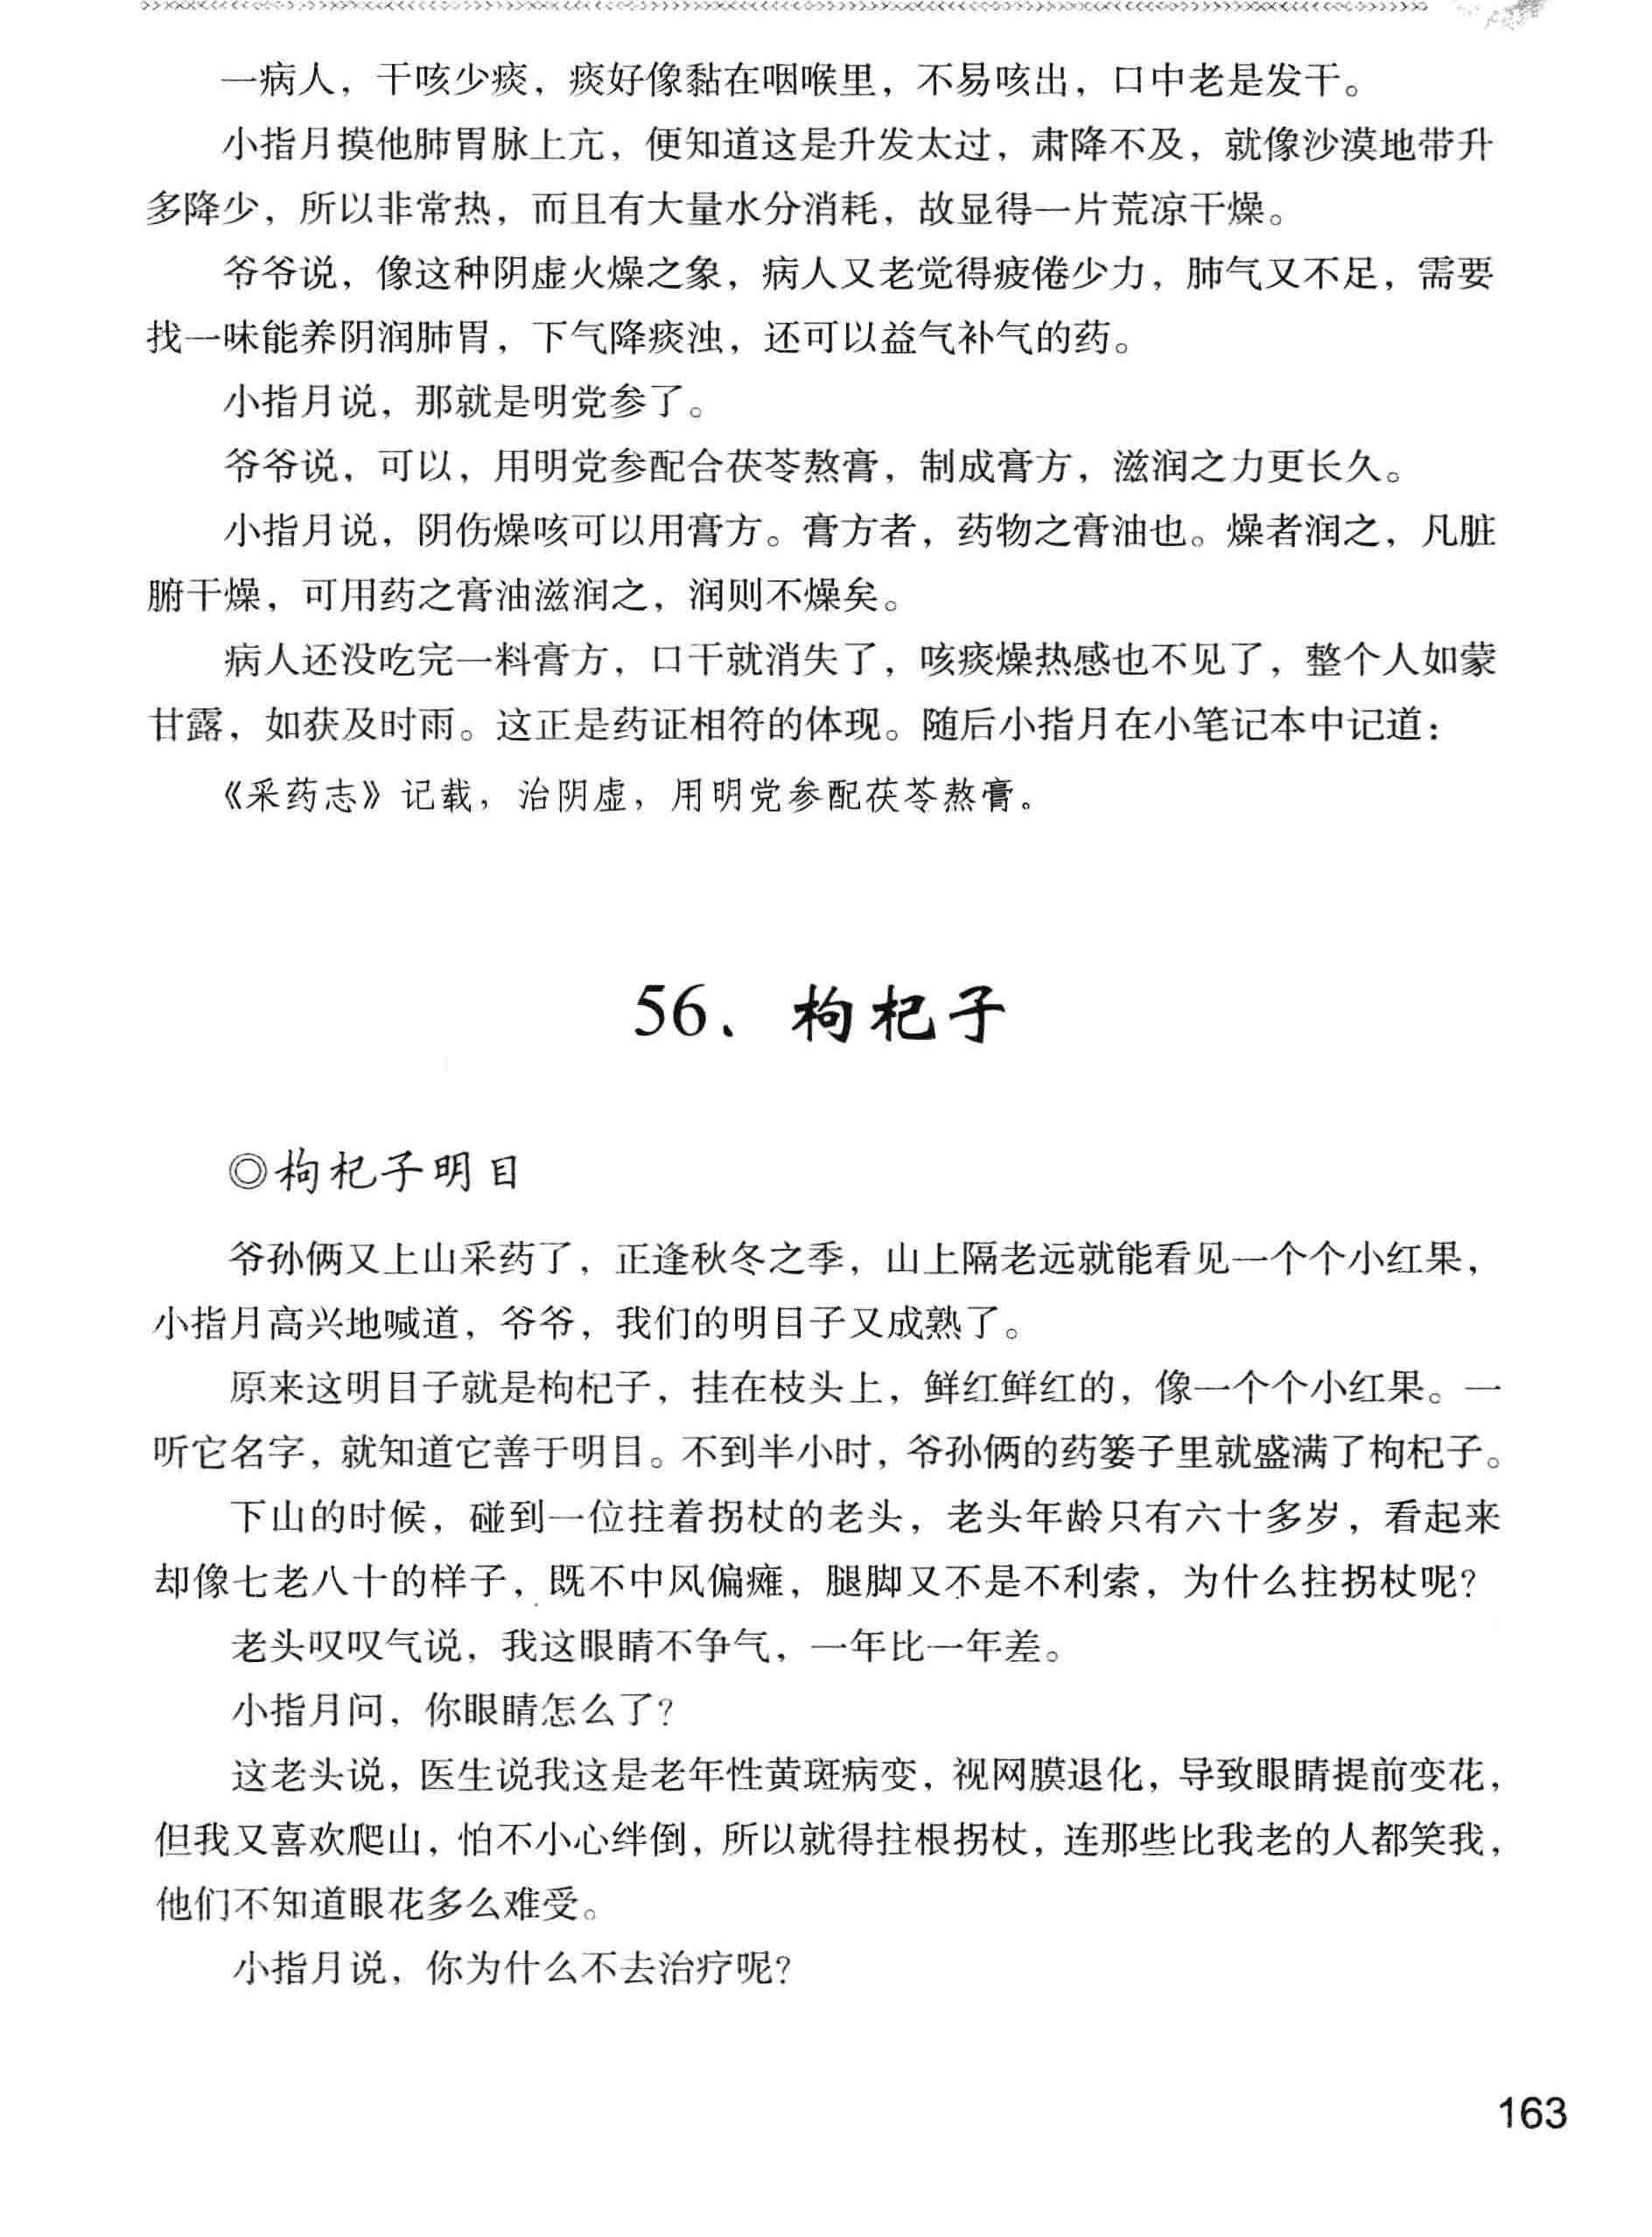 一病人，干咳少痰，痰好像黏在咽喉里，不易咳出，口中老是发干。
小指月摸他肺胃脉上亢，便知道这是升发太过，肃降不及，就像沙漠地带升
多降少，所以非常热，而且有大量水分消耗，故显得一片荒凉干燥。
爷爷说，像这种阴虚火燥之象，病人又老觉得疲倦少力，肺气又不足，需要
找一味能养阴润肺胃，下气降痰浊，还可以益气补气的药。
小指月说，那就是明党参了。
爷爷说，可以，用明党参配合茯苓熬膏，制成膏方，滋润之力更长久。
小指月说，阴伤燥咳可以用膏方。膏方者，药物之膏油也。燥者润之，凡脏
腑干燥，可用药之膏油滋润之，润则不燥矣。
病人还没吃完一料膏方，口干就消失了，咳痰燥热感也不见了，整个人如蒙
甘露，如获及时雨。这正是药证相符的体现。随后小指月在小笔记本中记道：
《采药志》记载，治阴虚，用明党参配茯苓熬膏。
56、枸杞子
◎枸杞子明目
爷孙俩又上山采药了，正逢秋冬之季，山上隔老远就能看见一个个小红果，
小指月高兴地喊道，爷爷，我们的明目子又成熟了。
原来这明目子就是枸杞子，挂在枝头上，鲜红鲜红的，像一个个小红果。一
听它名字，就知道它善于明目。不到半小时，爷孙俩的药篓子里就盛满了枸杞子。
下山的时候，碰到一位拄着拐杖的老头，老头年龄只有六十多岁，看起来
却像七老八十的样子，既不中风偏瘫，腿脚又不是不利索，为什么拄拐杖呢？
老头叹叹气说，我这眼睛不争气，一年比一年差。
小指月问，你眼睛怎么了？
这老头说，医生说我这是老年性黄斑病变，视网膜退化，导致眼睛提前变花，
但我又喜欢爬山，怕不小心绊倒，所以就得拄根拐杖，连那些比我老的人都笑我，
他们不知道眼花多么难受。
小指月说，你为什么不去治疗呢？
163